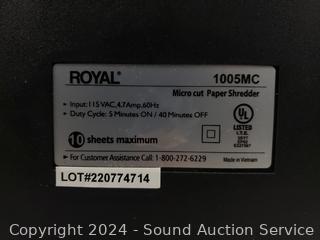 ROYAL® 1005MC
Micro cut Paper Shredder
▸ Input: 115 VAC, 4.7Amp, 60Hz
▸ Duty Cycle: 5 Minutes ON / 40 Minutes OFF
10 sheets maximum
▸ For Customer Assistance Call: 1-800-272-6229
UL
LISTED
Made in Vietnam
LOT#220774714
Copyright © 2024 - Sound Auction Service